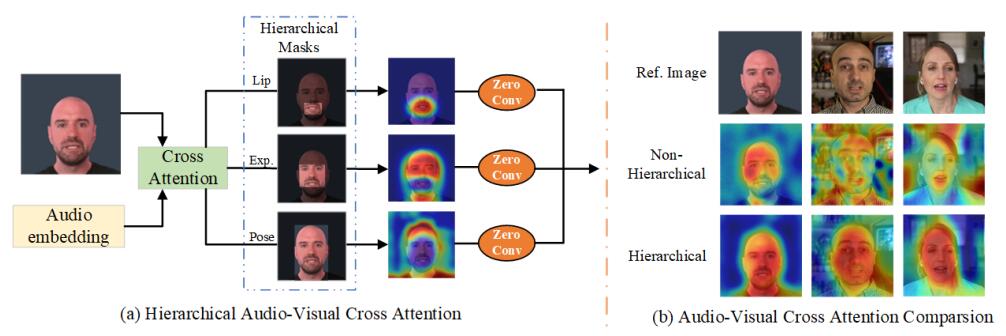 Hierarchical
Masks
Lip
Zero
Conv
Cross
Attention
Exp.
Zero
Conv
Audio
embedding
Pose
Zero
Conv
(a) Hierarchical Audio-Visual Cross Attention
Ref. Image
Non-
Hierarchical
Hierarchical
(b) Audio-Visual Cross Attention Comparsion